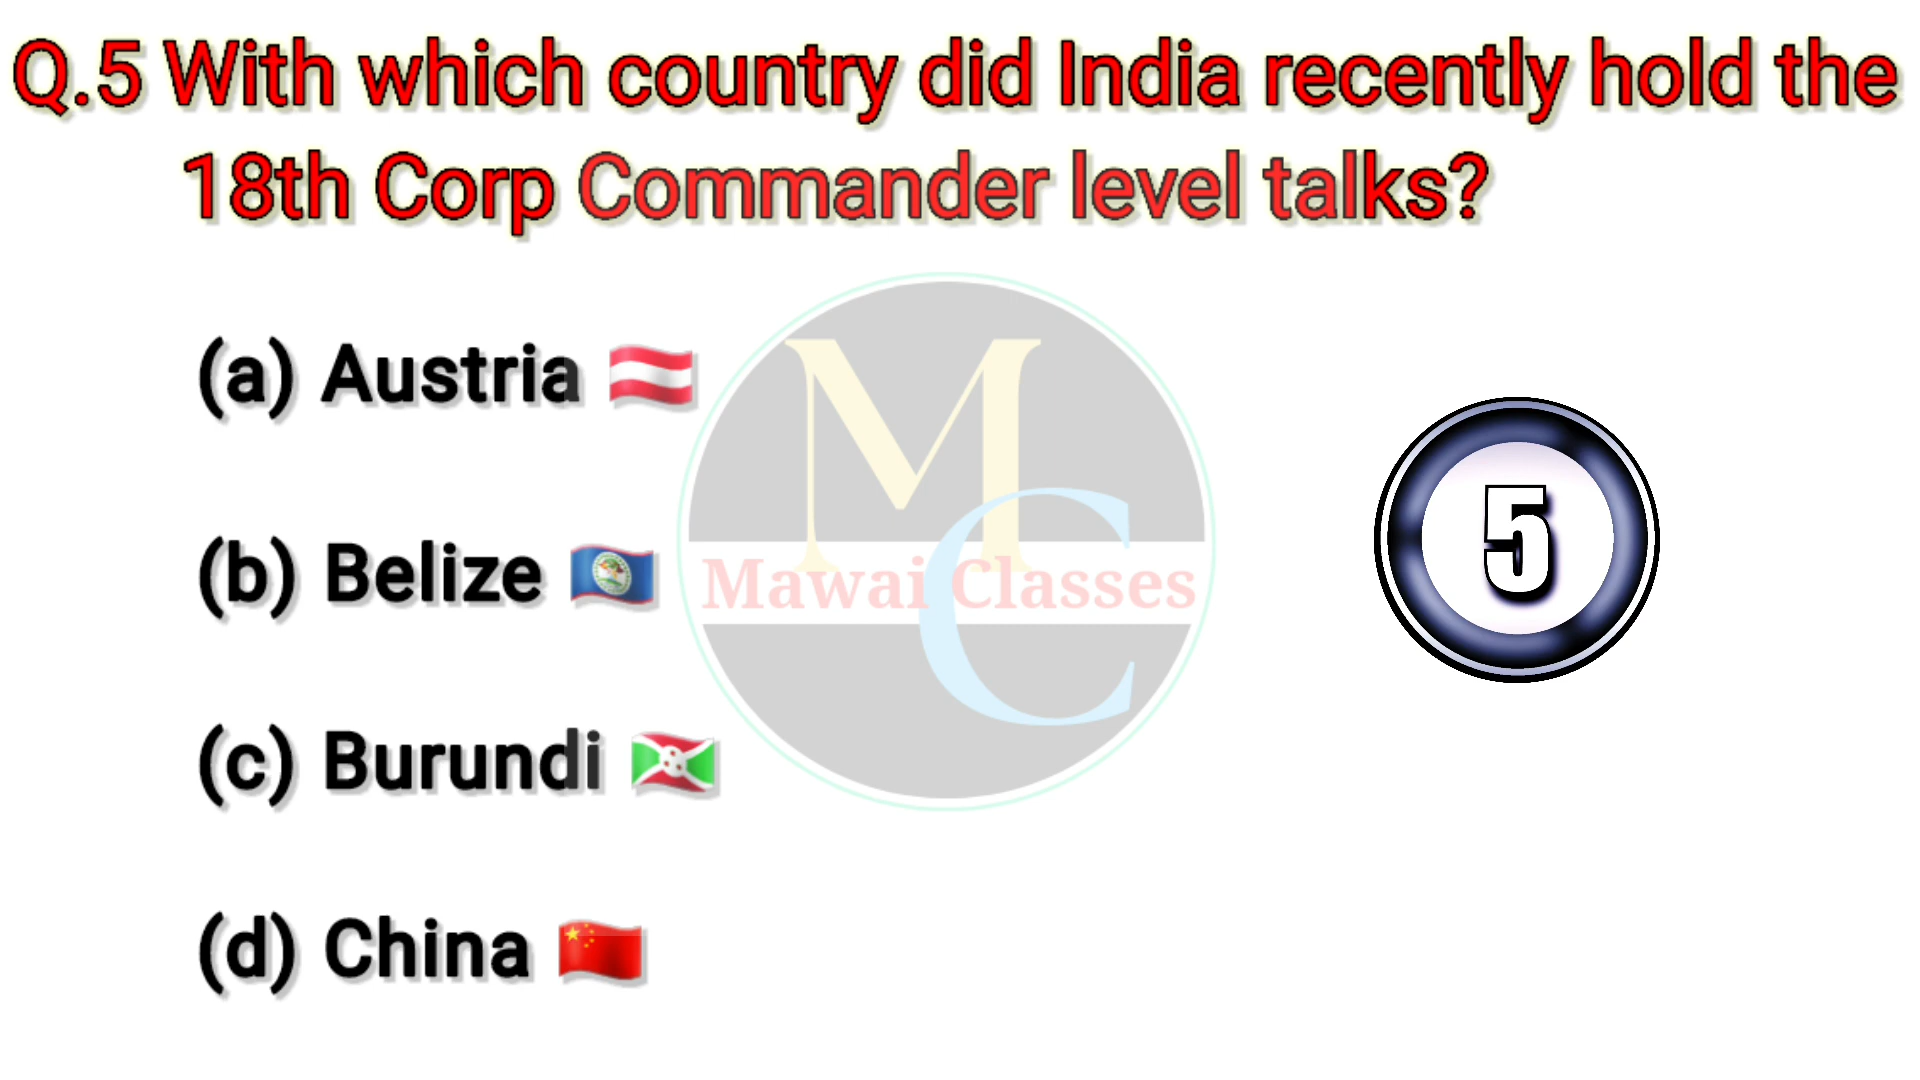 Q.5 With which country did India recently hold the
18th Corp Commander level talks?
(a) Austria
(b) Belize
(c) Burundi
(d) China
MC
Mawai Classes
5